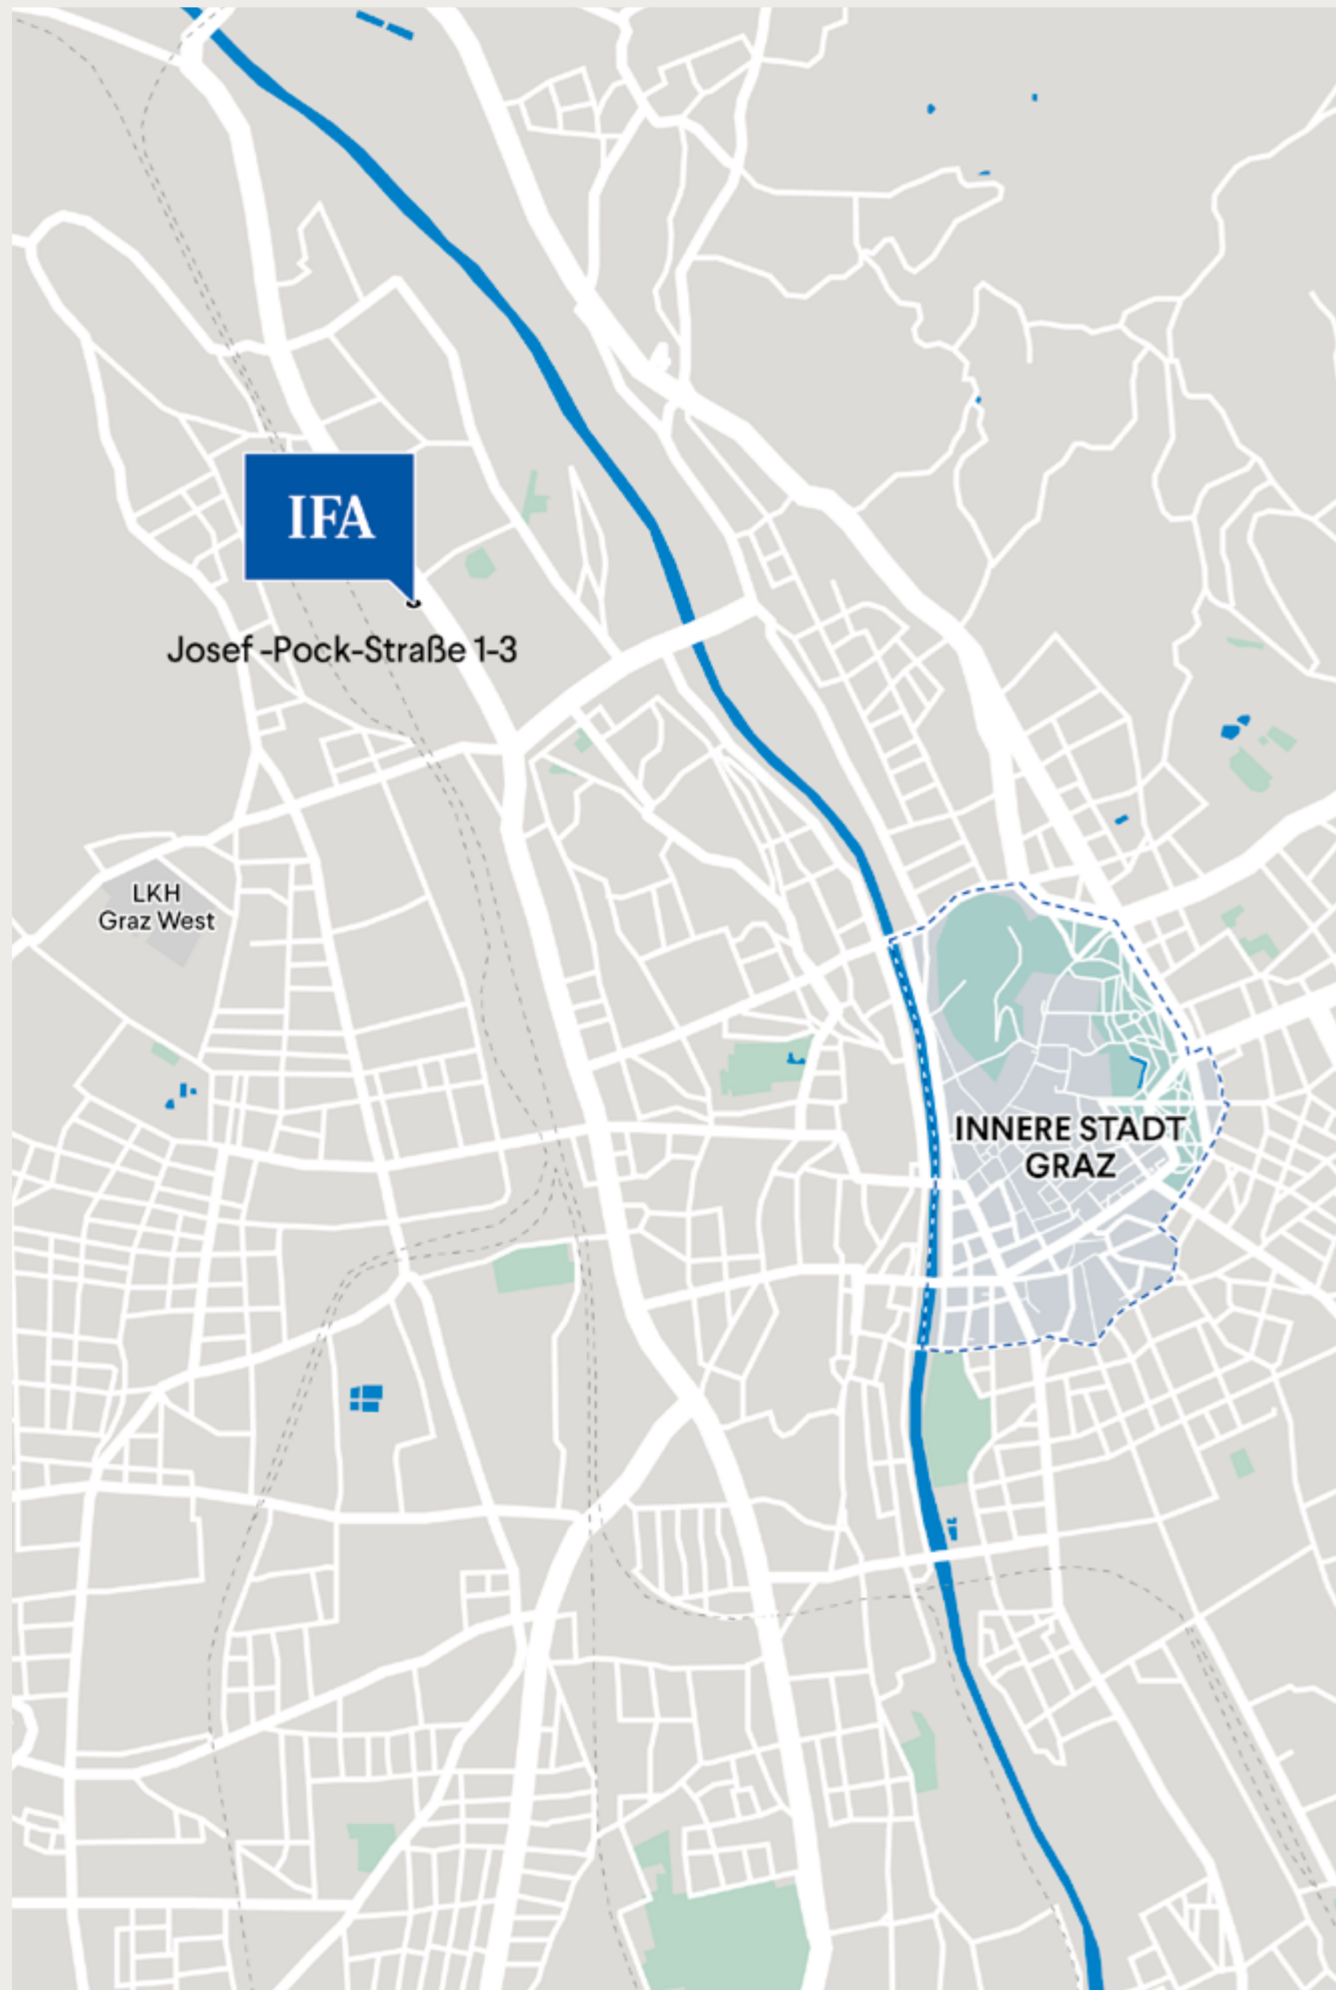 IFA
Josef -Pock-Straße 1-3
LKH
Graz West
INNERE STADT
GRAZ